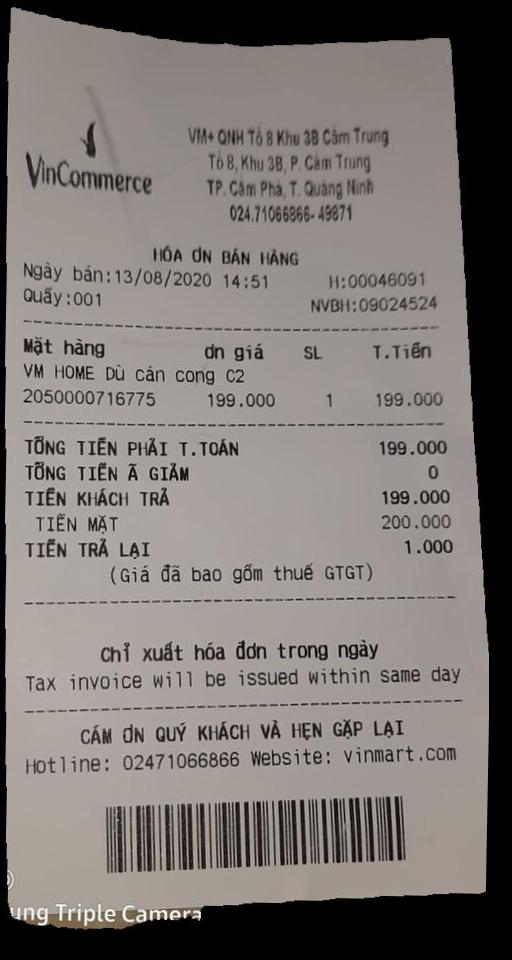 VinCommerce
VM+ QNH Tổ 8 Khu 3B Cẩm Trung
Tổ 8, Khu 3B, P. Cẩm Trung
TP. Cẩm Phả, T. Quảng Ninh
024.71066866-49871
HÓA ƠN BÁN HÀNG
Ngày bán:13/08/2020 14:51 H:00046091
Quầy:001 NVBH:09024524
Mặt hàng ơn giá SL T.Tiền
VM HOME Dù cán cong C2
2050000716775 199.000 1 199.000
TỔNG TIỀN PHẢI T.TOÁN 199.000
TỔNG TIỀN Ã GIẢM 0
TIỀN KHÁCH TRẢ 199.000
TIỀN MẶT 200.000
TIỀN TRẢ LẠI 1.000
(Giá đã bao gồm thuế GTGT)
Chỉ xuất hóa đơn trong ngày
Tax invoice will be issued within same day
CÁM ƠN QUÝ KHÁCH VÀ HẸN GẶP LẠI
Hotline: 02471066866 Website: vinmart.com
ung Triple Camera